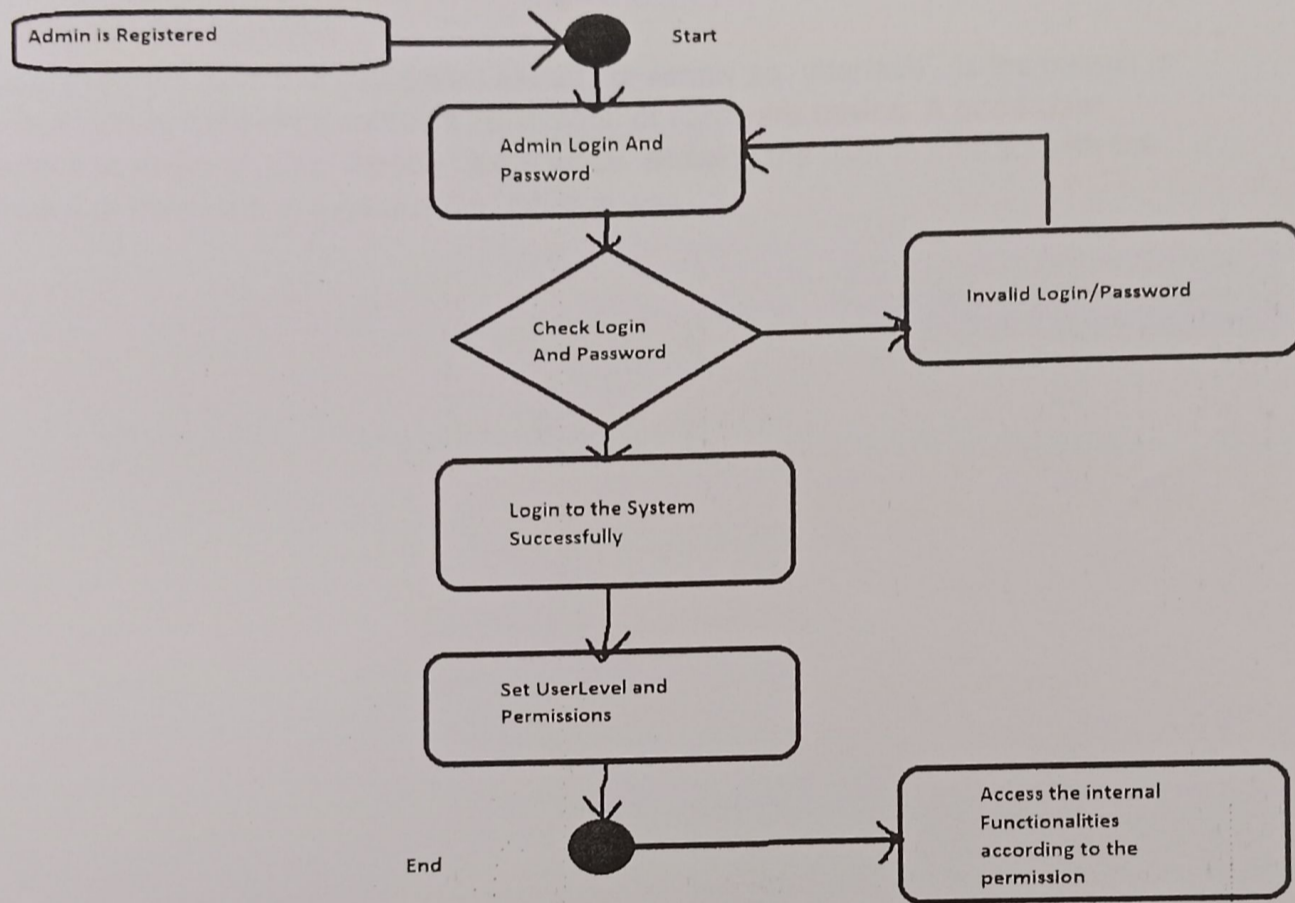 Admin is Registered
Start
Admin Login And
Password
Invalid Login/Password
Check Login
And Password
Login to the System
Successfully
Set UserLevel and
Permissions
Access the internal
Functionalities
according to the
permission
End